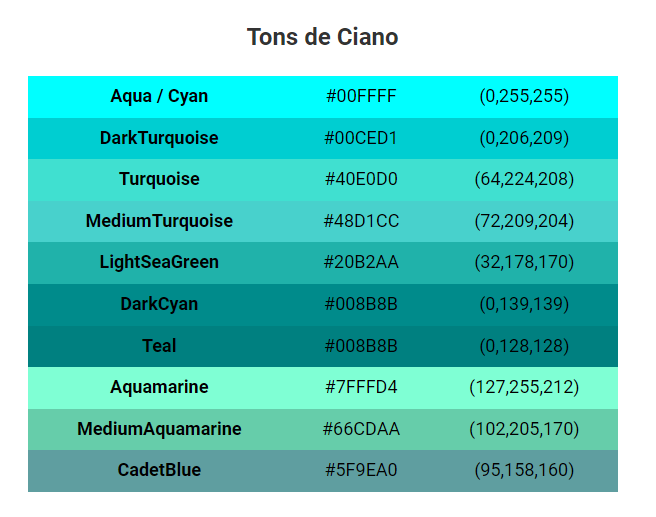 Tons de Ciano
Aqua / Cyan #00FFFF (0,255,255)
DarkTurquoise #00CED1 (0,206,209)
Turquoise #40E0D0 (64,224,208)
MediumTurquoise #48D1CC (72,209,204)
LightSeaGreen #20B2AA (32,178,170)
DarkCyan #008B8B (0,139,139)
Teal #008B8B (0,128,128)
Aquamarine #7FFFD4 (127,255,212)
MediumAquamarine #66CDAA (102,205,170)
CadetBlue #5F9EA0 (95,158,160)